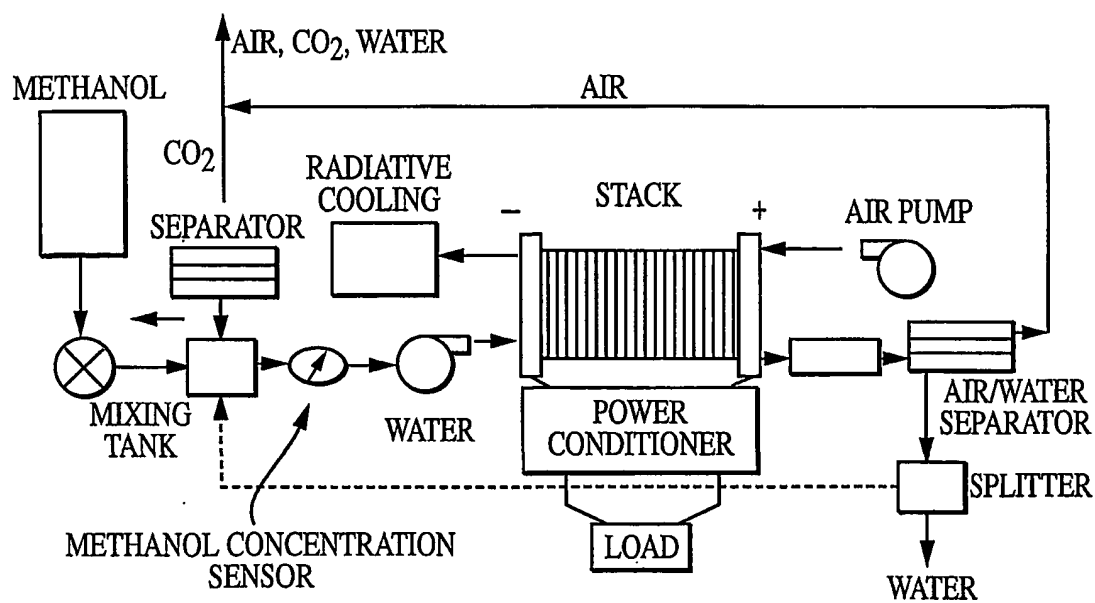 AIR, CO2, WATER
METHANOL
AIR
CO2
RADIATIVE
COOLING
STACK
SEPARATOR
–
+
AIR PUMP
MIXING
TANK
WATER
POWER
CONDITIONER
AIR/WATER
SEPARATOR
SPLITTER
METHANOL CONCENTRATION
SENSOR
LOAD
WATER